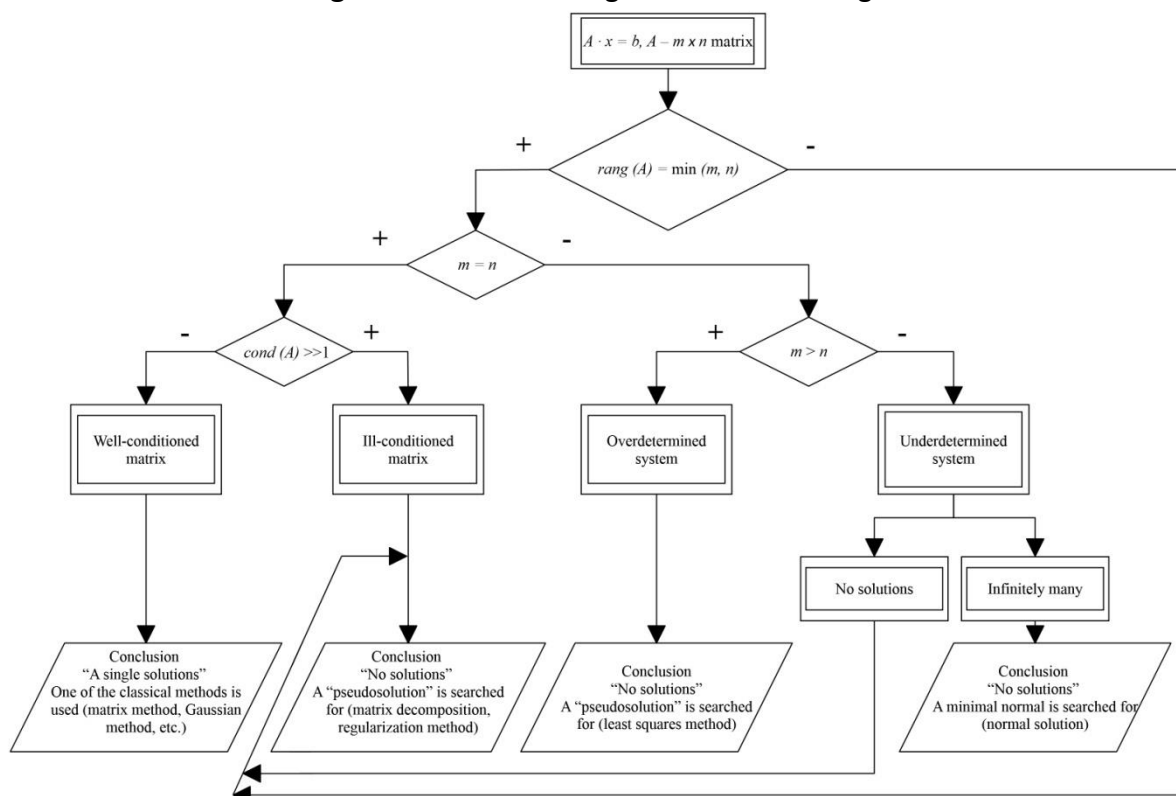 A · x = b, A – m × n matrix
+
-
rang (A) = min (m, n)
+
-
m = n
-
+
cond (A) >>1
+
-
m > n
Well-conditioned
matrix
Ill-conditioned
matrix
Overdetermined
system
Underdetermined
system
No solutions
Infinitely many
Conclusion
“A single solutions”
One of the classical methods is
used (matrix method, Gaussian
method, etc.)
Conclusion
“No solutions”
A “pseudosolution” is searched
for (matrix decomposition,
regularization method)
Conclusion
“No solutions”
A “pseudosolution” is searched
for (least squares method)
Conclusion
“No solutions”
A minimal normal is searched for
(normal solution)